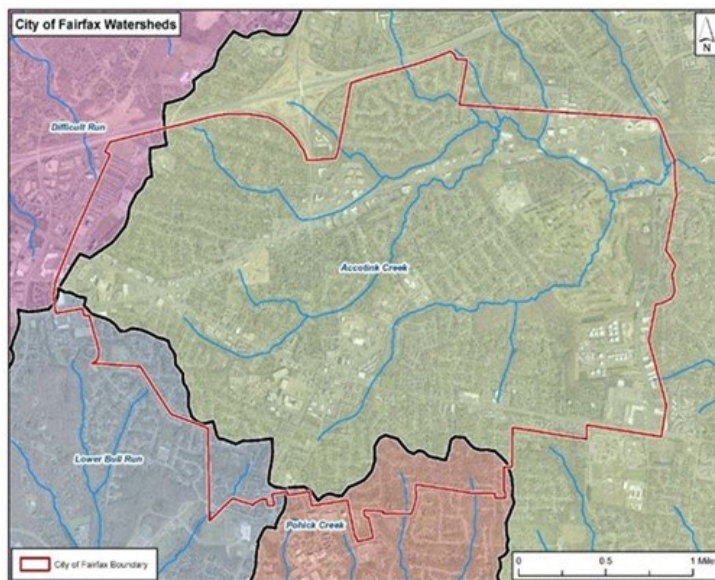 City of Fairfax Watersheds
N
Difficult Run
Accotink Creek
Lower Bull Run
Pohick Creek
City of Fairfax Boundary
0 0.5 1 Miles